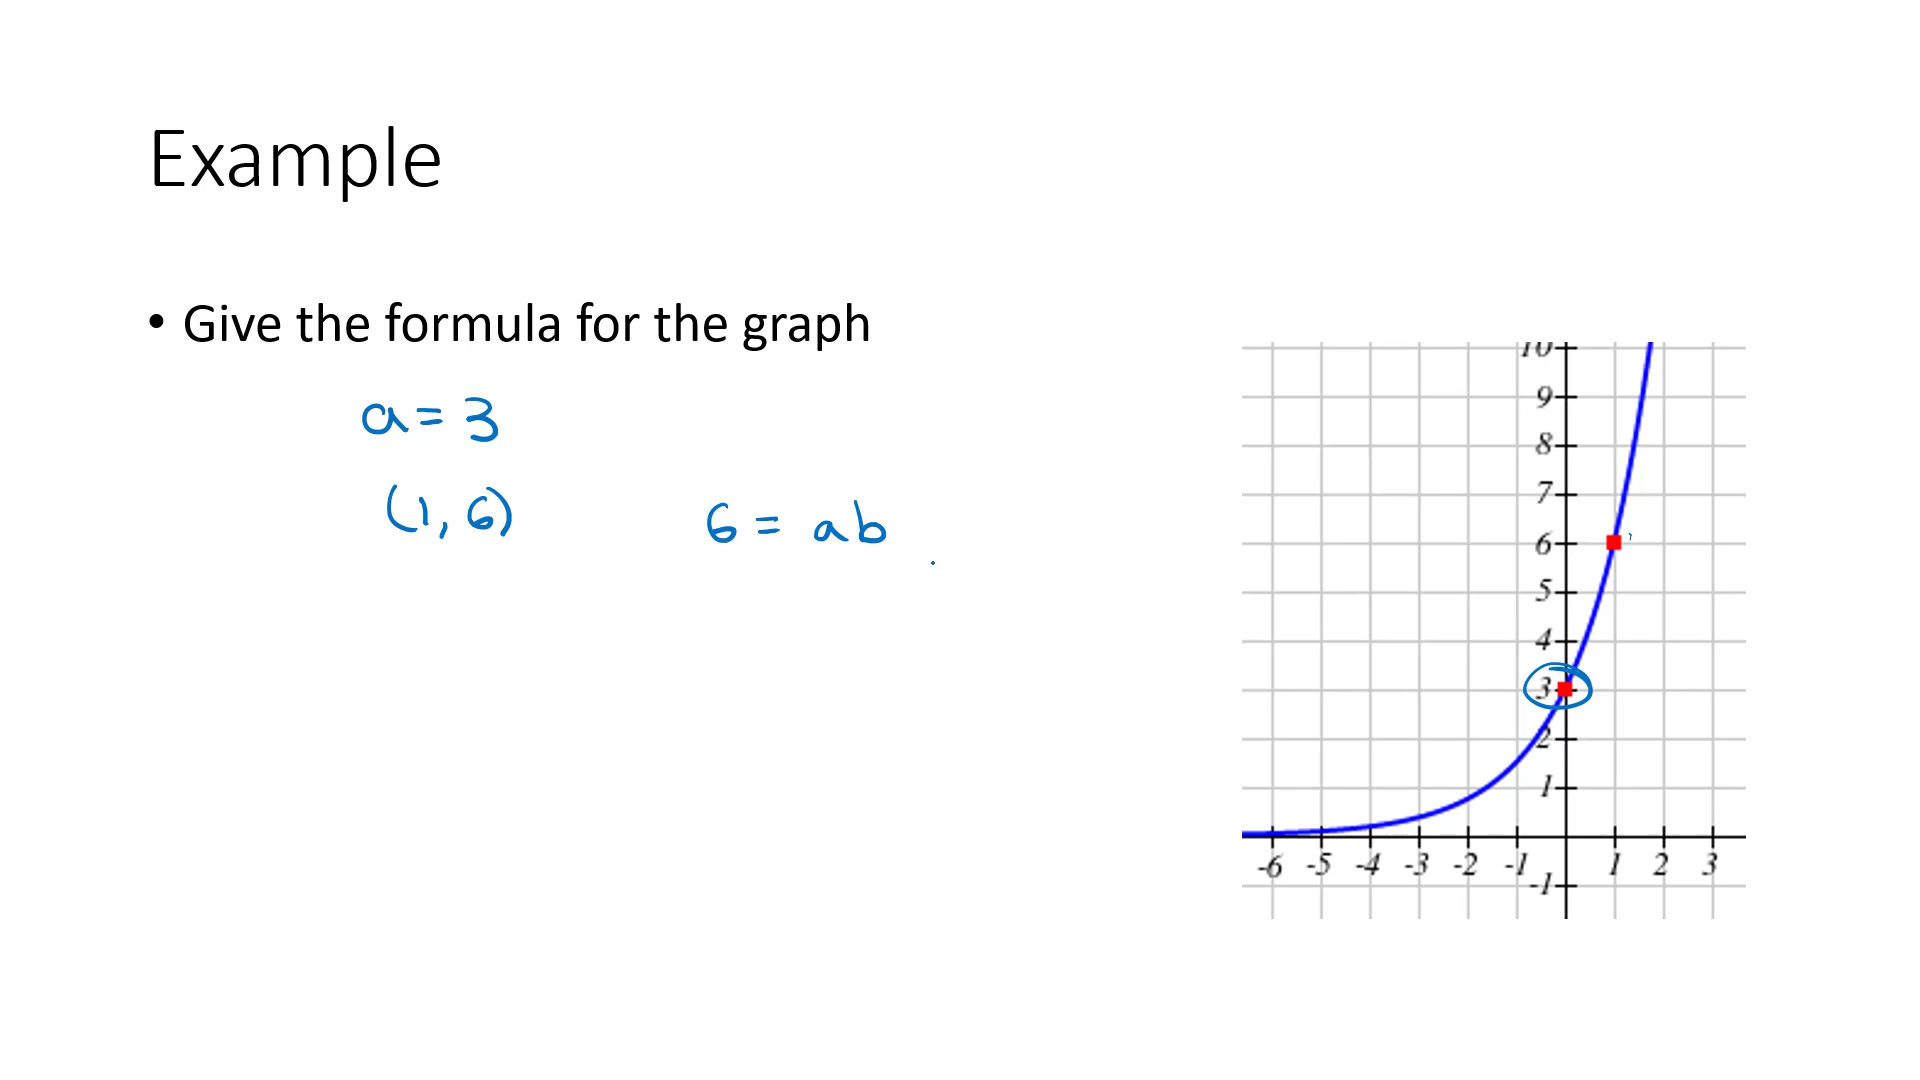 Example
• Give the formula for the graph
a = 3
(1, 6)
6 = ab
10
9
8
7
6
5
4
3
2
1
-6 -5 -4 -3 -2 -1 1 2 3
-1